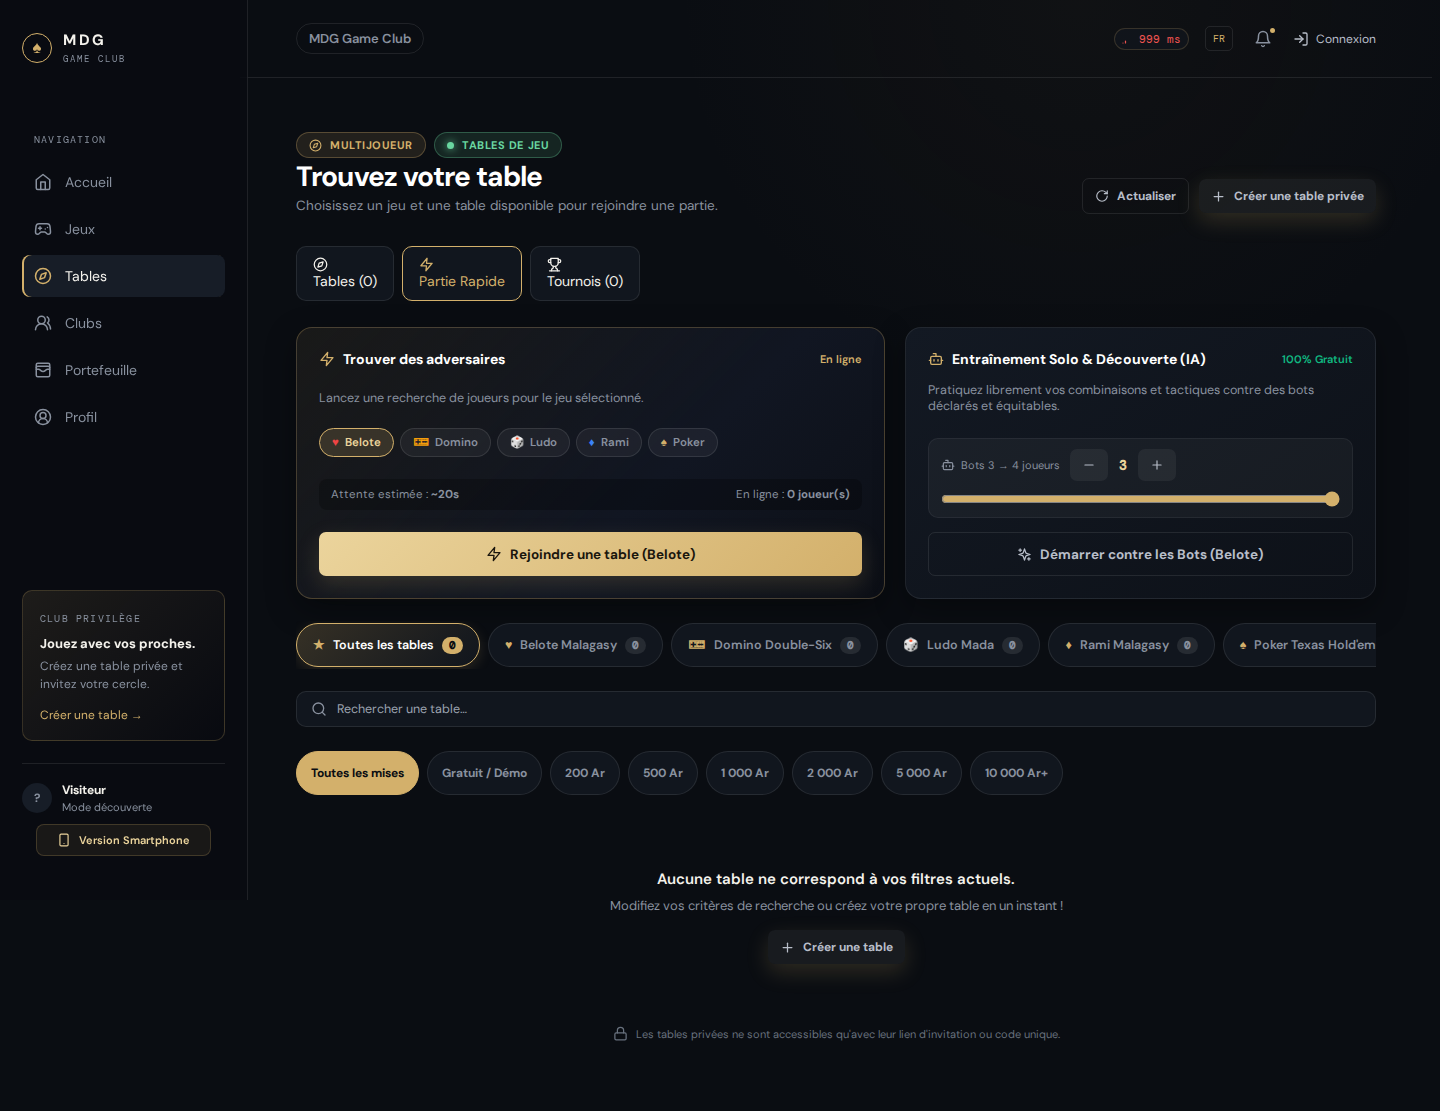 MDG
GAME CLUB
NAVIGATION
Accueil
Jeux
Tables
Clubs
Portefeuille
Profil
CLUB PRIVILÈGE
Jouez avec vos proches.
Créez une table privée et
invitez votre cercle.
Créer une table →
?
Visiteur
Mode découverte
Version Smartphone
MDG Game Club
999 ms
FR
Connexion
MULTIJOUEUR
TABLES DE JEU
Trouvez votre table
Choisissez un jeu et une table disponible pour rejoindre une partie.
Actualiser
Créer une table privée
Tables (0)
Partie Rapide
Tournois (0)
Trouver des adversaires
En ligne
Lancez une recherche de joueurs pour le jeu sélectionné.
Belote
Domino
Ludo
Rami
Poker
Attente estimée : ~20s
En ligne : 0 joueur(s)
Rejoindre une table (Belote)
Entraînement Solo & Découverte (IA)
100% Gratuit
Pratiquez librement vos combinaisons et tactiques contre des bots
déclarés et équitables.
Bots 3 → 4 joueurs
3
Démarrer contre les Bots (Belote)
Toutes les tables 0
Belote Malagasy 0
Domino Double-Six 0
Ludo Mada 0
Rami Malagasy 0
Poker Texas Hold'em
Rechercher une table...
Toutes les mises
Gratuit / Démo
200 Ar
500 Ar
1 000 Ar
2 000 Ar
5 000 Ar
10 000 Ar+
Aucune table ne correspond à vos filtres actuels.
Modifiez vos critères de recherche ou créez votre propre table en un instant !
Créer une table
Les tables privées ne sont accessibles qu'avec leur lien d'invitation ou code unique.